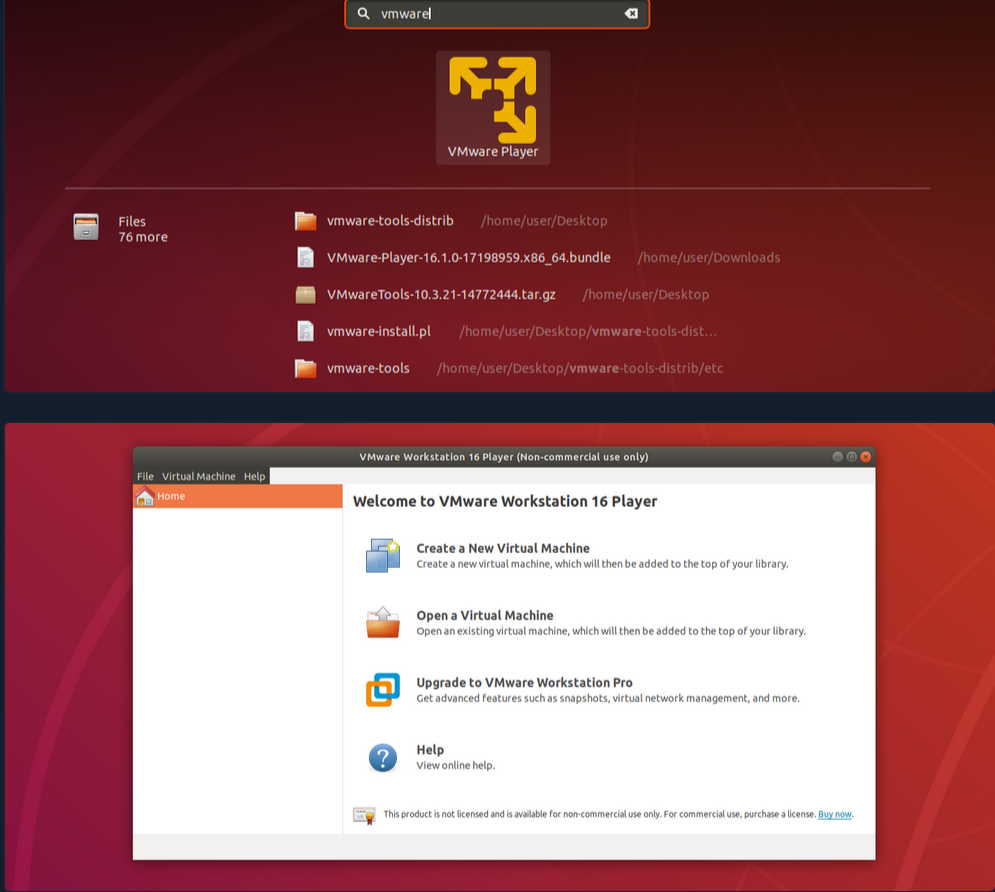 vmware
VMware Player
Files
76 more
vmware-tools-distrib /home/user/Desktop
VMware-Player-16.1.0-17198959.x86_64.bundle /home/user/Downloads
VMwareTools-10.3.21-14772444.tar.gz /home/user/Desktop
vmware-install.pl /home/user/Desktop/vmware-tools-dist…
vmware-tools /home/user/Desktop/vmware-tools-distrib/etc
VMware Workstation 16 Player (Non-commercial use only)
File Virtual Machine Help
Home
Welcome to VMware Workstation 16 Player
Create a New Virtual Machine
Create a new virtual machine, which will then be added to the top of your library.
Open a Virtual Machine
Open an existing virtual machine, which will then be added to the top of your library.
Upgrade to VMware Workstation Pro
Get advanced features such as snapshots, virtual network management, and more.
Help
View online help.
This product is not licensed and is available for non-commercial use only. For commercial use, purchase a license. Buy now.